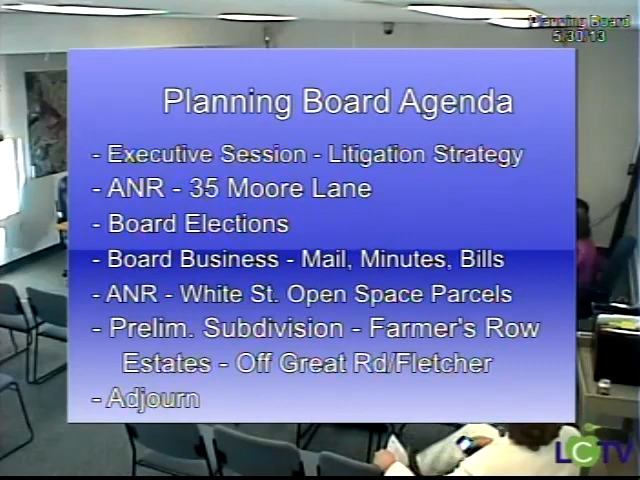 Planning Board
5/30/13
Planning Board Agenda
- Executive Session - Litigation Strategy
- ANR - 35 Moore Lane
- Board Elections
- Board Business - Mail, Minutes, Bills
- ANR - White St. Open Space Parcels
- Prelim. Subdivision - Farmer's Row
Estates - Off Great Rd/Fletcher
- Adjourn
LCTV